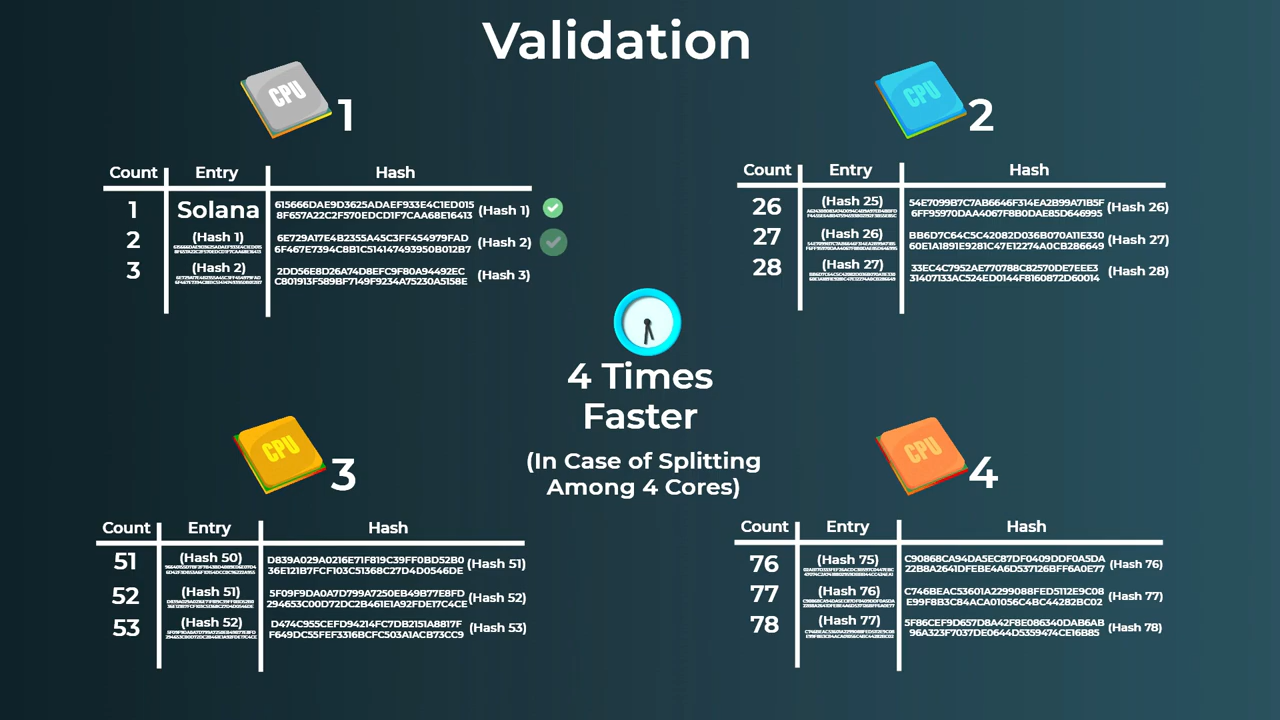 Validation
CPU 1
Count Entry Hash
1 Solana 615666DAE9D3625ADAEF933E4C1ED015
8F657A22C2F570EDCD1F7CAA68E16413 (Hash 1)
2 (Hash 1) 6E729A17E4B2355A45C3FF454979FAD
6F467E7394CBB1C514147493950B012B7 (Hash 2)
3 (Hash 2) 2DD56E8D26A74D8EFC9F80A94492EC
C801913F589BF7149F9234A75230A5158E (Hash 3)
CPU 2
Count Entry Hash
26 (Hash 25) 54E7099B7C7AB6646F314EA2B99A71B5F
6FF95970DAA4067F8B0DAE85D646995 (Hash 26)
27 (Hash 26) BB6D7C64C5C42082D036B070A11E330
60E1A1891E9281C47E12274A0CB286649 (Hash 27)
28 (Hash 27) 33EC4C7952AE770788C82570DE7EEE3
31407133AC524ED0144F8160872D60014 (Hash 28)
4 Times
Faster
(In Case of Splitting
Among 4 Cores)
CPU 3
Count Entry Hash
51 (Hash 50) D839A029A0216E71F819C39FF0BD52B0
36E121B7FCF103C51368C27D4D0546DE (Hash 51)
52 (Hash 51) 5F09F9DA0A7D799A7250EB49B77E8FD
294653C00D72DC2B461E1A92FDE17C4CE (Hash 52)
53 (Hash 52) D474C955CEFD94214FC7DB2151A8817F
F649DC55FEF3316BCFC503A1ACB73CC9 (Hash 53)
CPU 4
Count Entry Hash
76 (Hash 75) C90868CA94DA5EC87DF0409DDF0A5DA
22B8A2641DFEBE4A6D537126BFF6A0E77 (Hash 76)
77 (Hash 76) C746BEAC53601A2299088FED5112E9C08
E99F8B3C84ACA01056C4BC44282BC02 (Hash 77)
78 (Hash 77) 5F86CEF9D657D8A42F8E086340DAB6AB
96A323F7037DE0644D5359474CE16B85 (Hash 78)